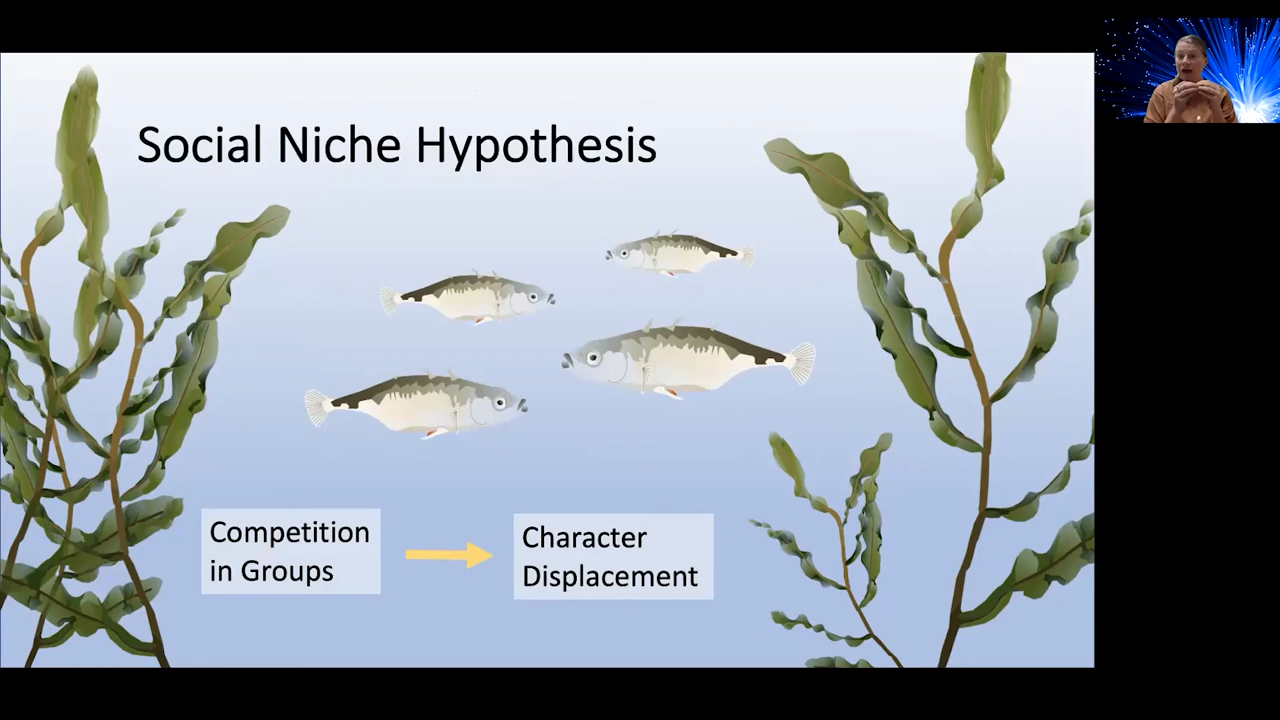 Social Niche Hypothesis
Competition
in Groups
Character
Displacement